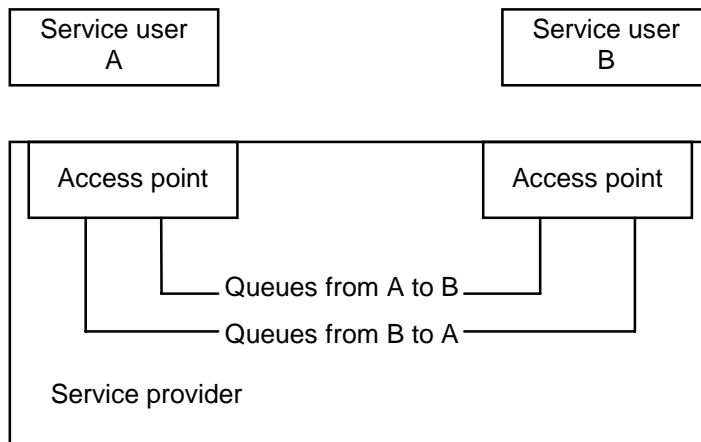 Service user
A
Service user
B
Access point
Access point
Queues from A to B
Queues from B to A
Service provider